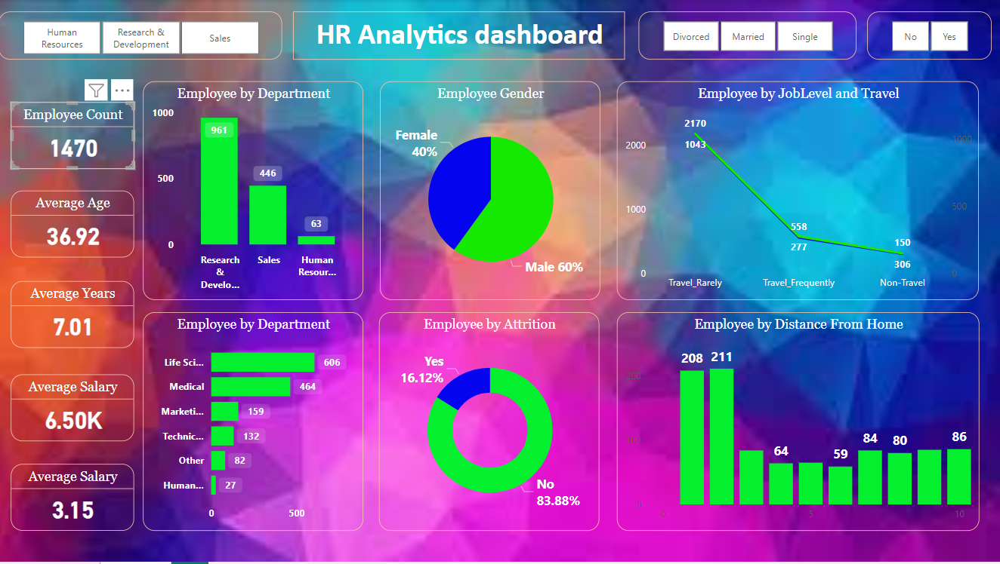 Human
Resources
Research &
Development
Sales
HR Analytics dashboard
Divorced
Married
Single
No
Yes
Employee Count
1470
Average Age
36.92
Average Years
7.01
Average Salary
6.50K
Average Salary
3.15
Employee by Department
1000
500
0
961
446
63
Research
&
Develo...
Sales
Human
Resour...
Employee Gender
Female
40%
Male 60%
Employee by JobLevel and Travel
2170
1043
2000
1000
0
558
277
150
306
1000
500
0
Travel_Rarely
Travel_Frequently
Non-Travel
Employee by Department
Life Sci...
606
Medical
464
Marketi...
159
Technic...
132
Other
82
Human...
27
0
500
Employee by Attrition
Yes
16.12%
No
83.88%
Employee by Distance From Home
200
100
0
208
211
64
59
84
80
86
0
5
10